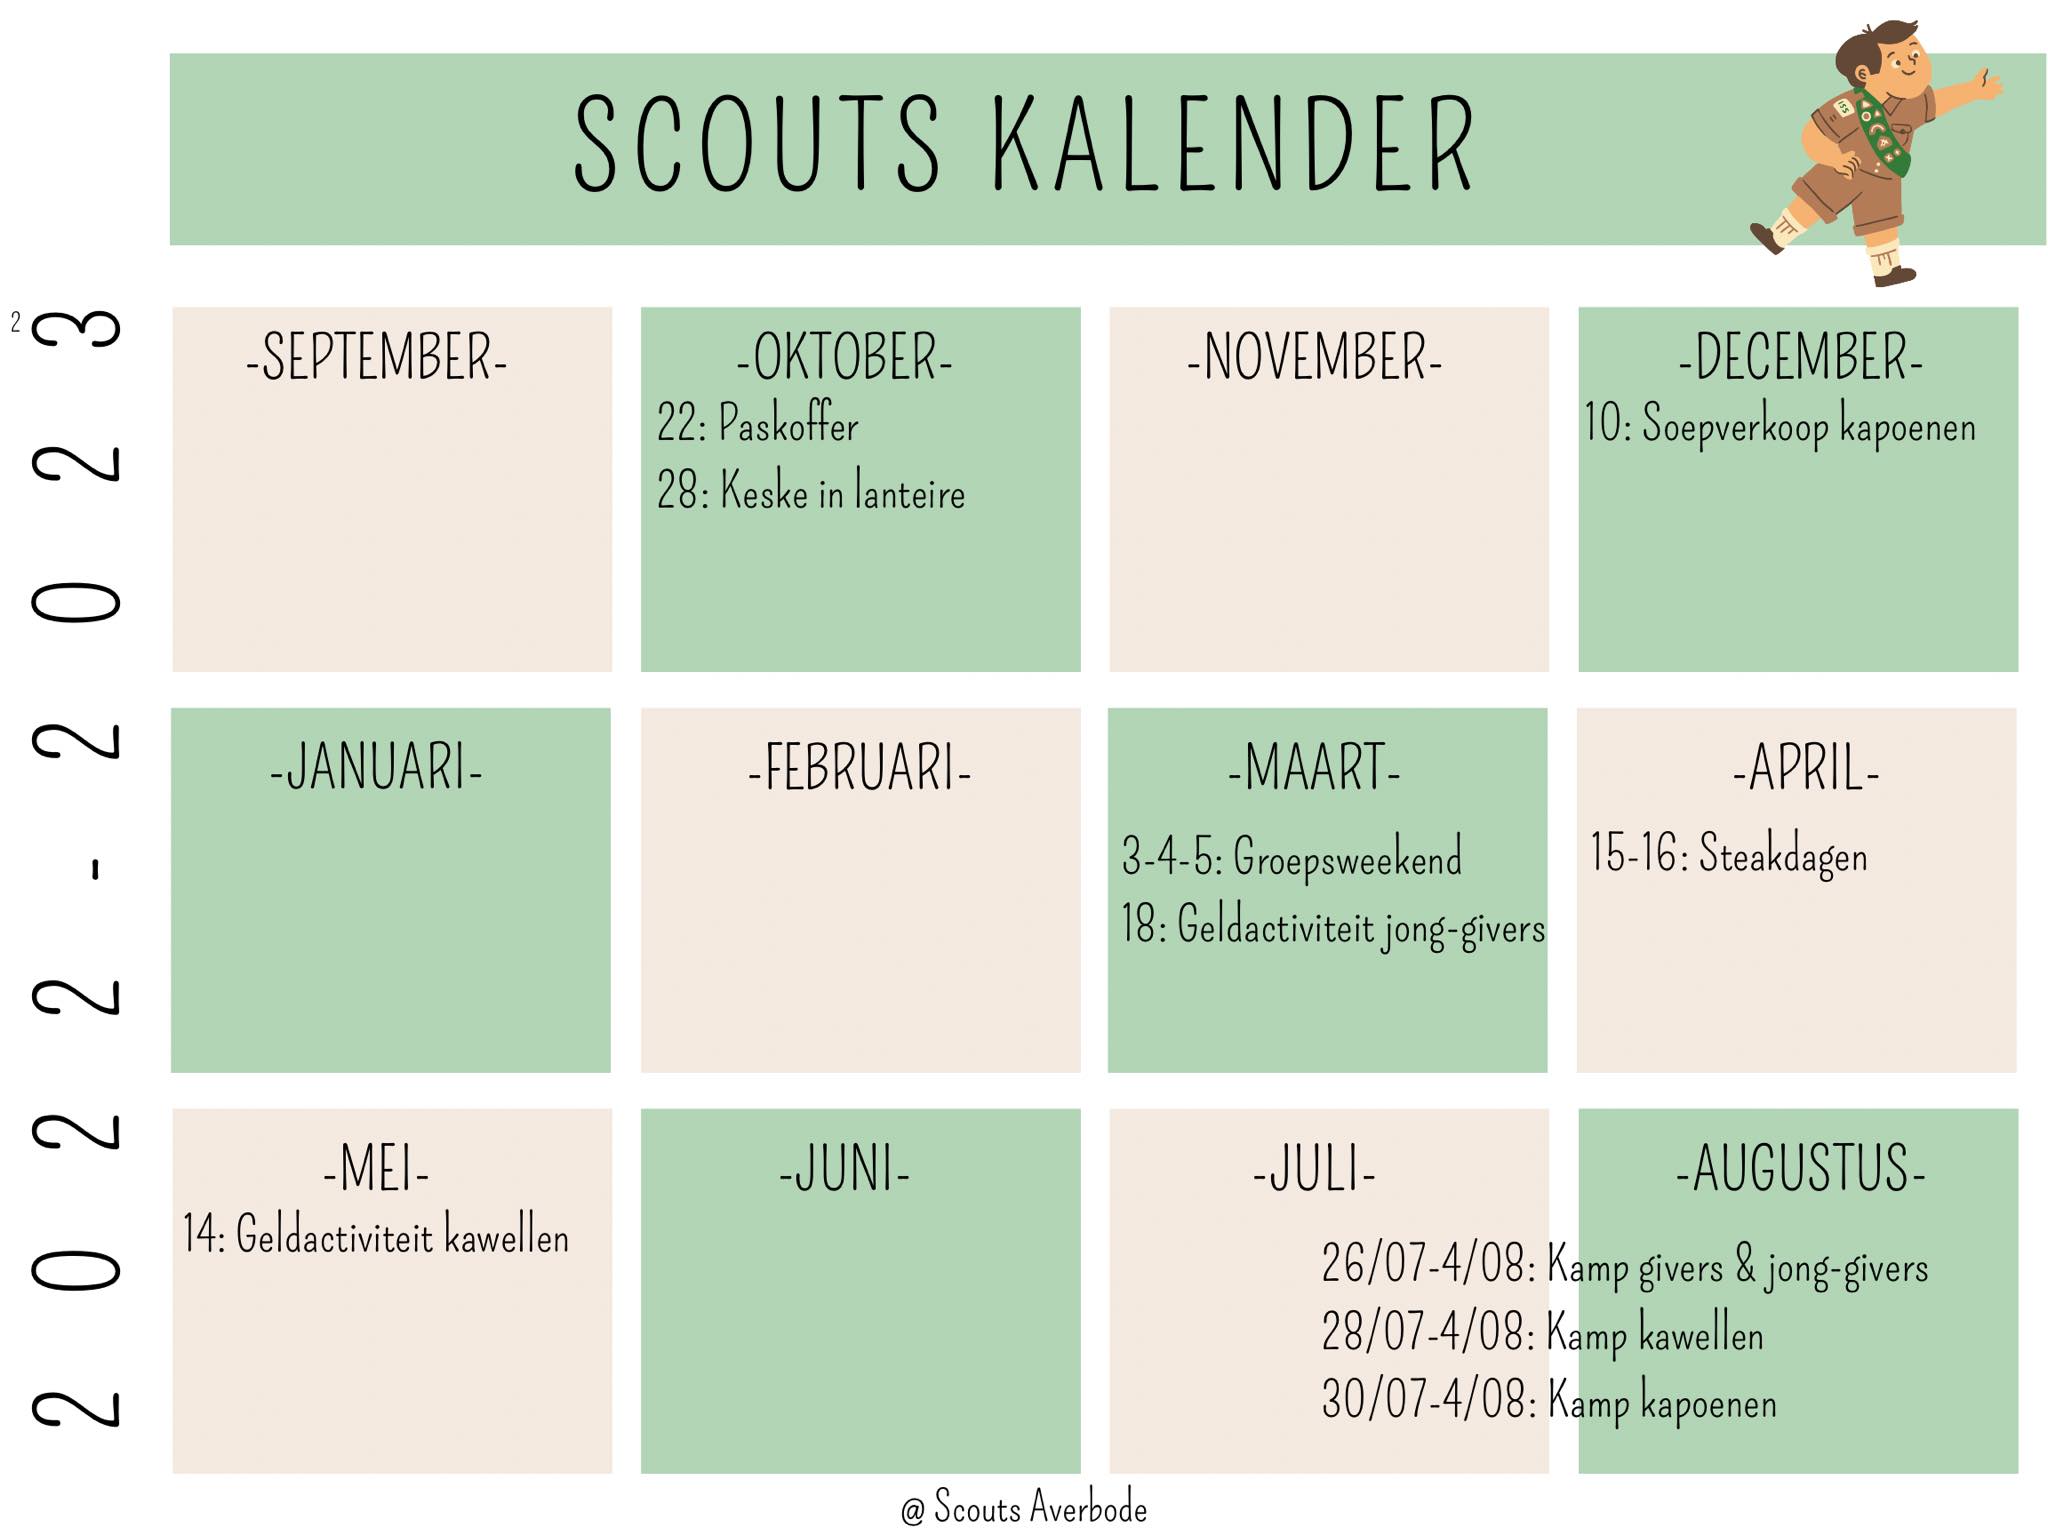 SCOUTS KALENDER
ISS
2
2022-2023
-SEPTEMBER-
-OKTOBER-
22: Paskoffer
28: Keske in lanteire
-NOVEMBER-
-DECEMBER-
10: Soepverkoop kapoenen
-JANUARI-
-FEBRUARI-
-MAART-
3-4-5: Groepsweekend
18: Geldactiviteit jong-givers
-APRIL-
15-16: Steakdagen
-MEI-
14: Geldactiviteit kawellen
-JUNI-
-JULI-
-AUGUSTUS-
26/07-4/08: Kamp givers & jong-givers
28/07-4/08: Kamp kawellen
30/07-4/08: Kamp kapoenen
@ Scouts Averbode